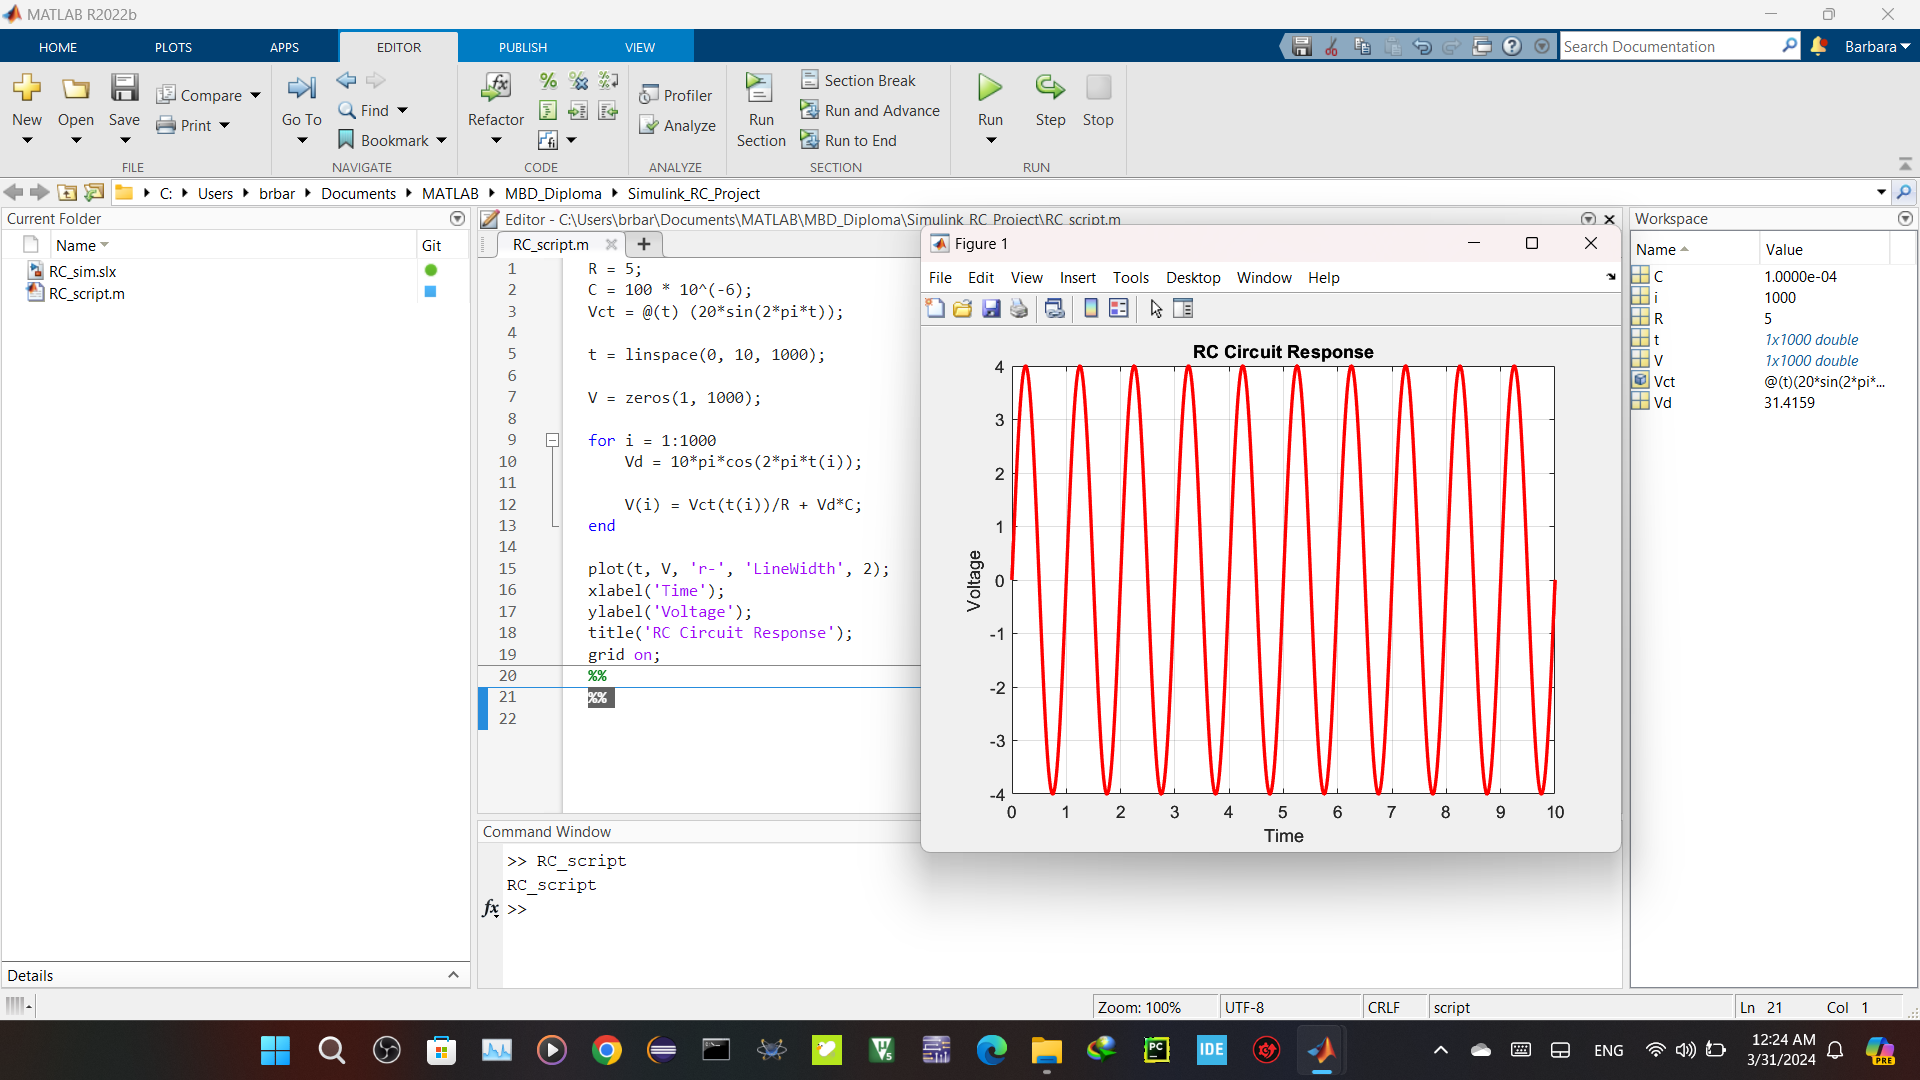 MATLAB R2022b
HOME PLOTS APPS EDITOR PUBLISH VIEW
Search Documentation
Barbara
New
Open
Save
Compare
Print
FILE
Go To
Find
Bookmark
NAVIGATE
Refactor
CODE
Profiler
Analyze
ANALYZE
Run Section
Section Break
Run and Advance
Run to End
SECTION
Run
Step
Stop
RUN
C: Users brbar Documents MATLAB MBD_Diploma Simulink_RC_Project
Current Folder
Name Git
RC_sim.slx
RC_script.m
Details
Editor - C:\Users\brbar\Documents\MATLAB\MBD_Diploma\Simulink_RC_Project\RC_script.m
RC_script.m
1 R = 5;
2 C = 100 * 10^(-6);
3 Vct = @(t) (20*sin(2*pi*t));
4
5 t = linspace(0, 10, 1000);
6
7 V = zeros(1, 1000);
8
9 for i = 1:1000
10 Vd = 10*pi*cos(2*pi*t(i));
11
12 V(i) = Vct(t(i))/R + Vd*C;
13 end
14
15 plot(t, V, 'r-', 'LineWidth', 2);
16 xlabel('Time');
17 ylabel('Voltage');
18 title('RC Circuit Response');
19 grid on;
20 %%
21 %%
22
Command Window
>> RC_script
RC_script
fx >>
Figure 1
File Edit View Insert Tools Desktop Window Help
RC Circuit Response
Voltage
4
3
2
1
0
-1
-2
-3
-4
0 1 2 3 4 5 6 7 8 9 10
Time
Workspace
Name Value
C 1.0000e-04
i 1000
R 5
t 1x1000 double
V 1x1000 double
Vct @(t)(20*sin(2*pi*...
Vd 31.4159
Zoom: 100% UTF-8 CRLF script Ln 21 Col 1
PC
IDE
ENG
12:24 AM
3/31/2024
PRE